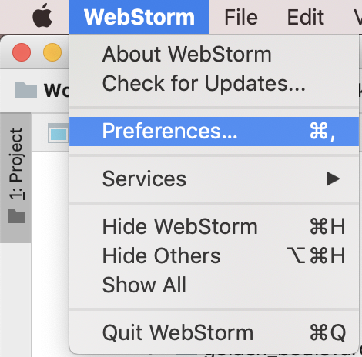 WebStorm File Edit
About WebStorm
Check for Updates...
Preferences... ⌘,
1: Project
Services ▶
Hide WebStorm ⌘H
Hide Others ⌥⌘H
Show All
Quit WebStorm ⌘Q